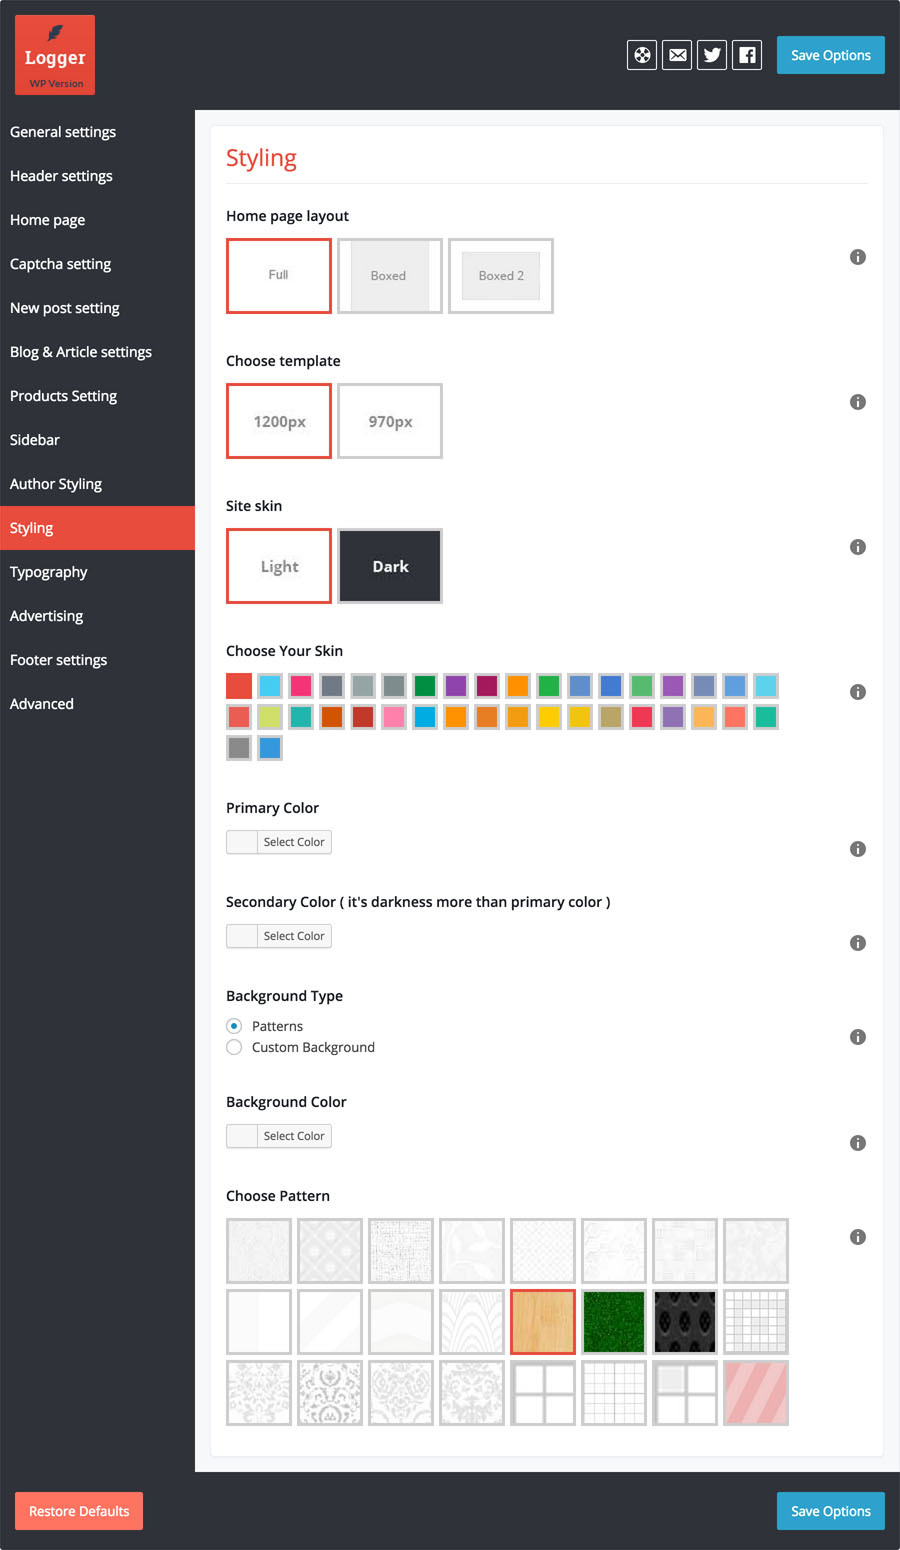 Logger
WP Version
Save Options
General settings
Header settings
Home page
Captcha setting
New post setting
Blog & Article settings
Products Setting
Sidebar
Author Styling
Styling
Typography
Advertising
Footer settings
Advanced
Styling
Home page layout
Full
Boxed
Boxed 2
Choose template
1200px
970px
Site skin
Light
Dark
Choose Your Skin
Primary Color
Select Color
Secondary Color ( it's darkness more than primary color )
Select Color
Background Type
Patterns
Custom Background
Background Color
Select Color
Choose Pattern
Restore Defaults
Save Options